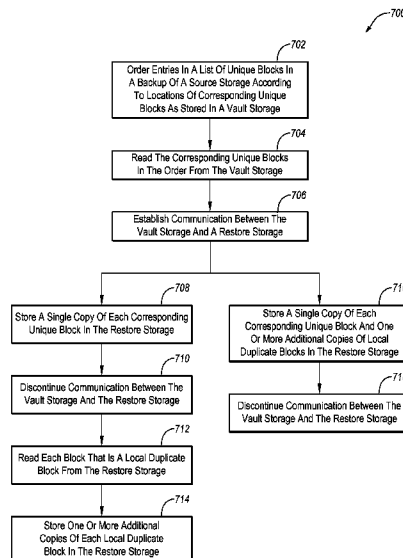 700
702
Order Entries In A List Of Unique Blocks In
A Backup Of A Source Storage According
To Locations Of Corresponding Unique
Blocks As Stored In A Vault Storage
704
Read The Corresponding Unique Blocks
In The Order From The Vault Storage
706
Establish Communication Between The
Vault Storage And A Restore Storage
708
Store A Single Copy Of Each Corresponding
Unique Block In The Restore Storage
710
Discontinue Communication Between The
Vault Storage And The Restore Storage
712
Read Each Block That Is A Local Duplicate
Block From The Restore Storage
714
Store One Or More Additional
Copies Of Each Local Duplicate
Block In The Restore Storage
71
Store A Single Copy Of Each
Corresponding Unique Block And One
Or More Additional Copies Of Local
Duplicate Blocks In The Restore Storage
71
Discontinue Communication Between The
Vault Storage And The Restore Storage